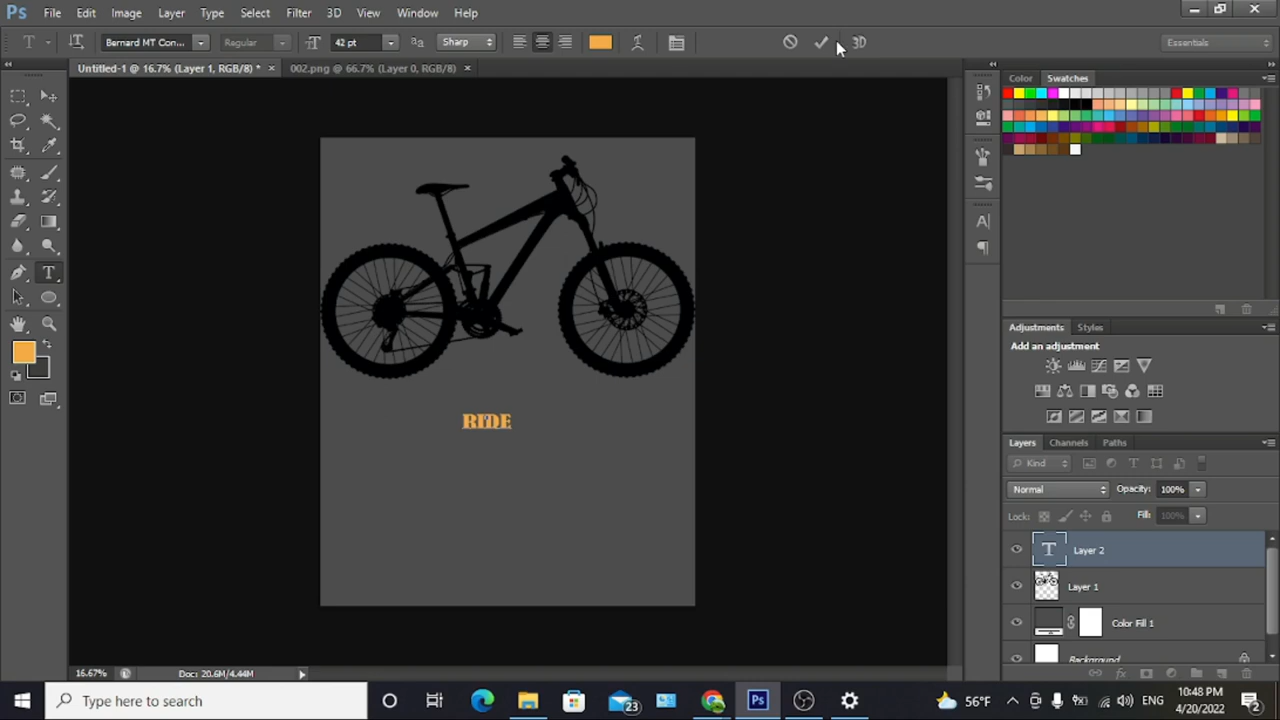 Ps File Edit Image Layer Type Select Filter 3D View Window Help
T Bernard MT Con... Regular 42 pt Sharp 3D Essentials
Untitled-1 @ 16.7% (Layer 1, RGB/8) * × 002.png @ 66.7% (Layer 0, RGB/8) ×
Color Swatches
RIDE
Adjustments Styles
Add an adjustment
Layers Channels Paths
Kind
Normal Opacity: 100%
Lock: Fill: 100%
T Layer 2
Layer 1
Color Fill 1
Background
16.67% Doc: 20.6M/4.44M
Type here to search
23
Ps
56°F ENG
10:48 PM
4/20/2022
2